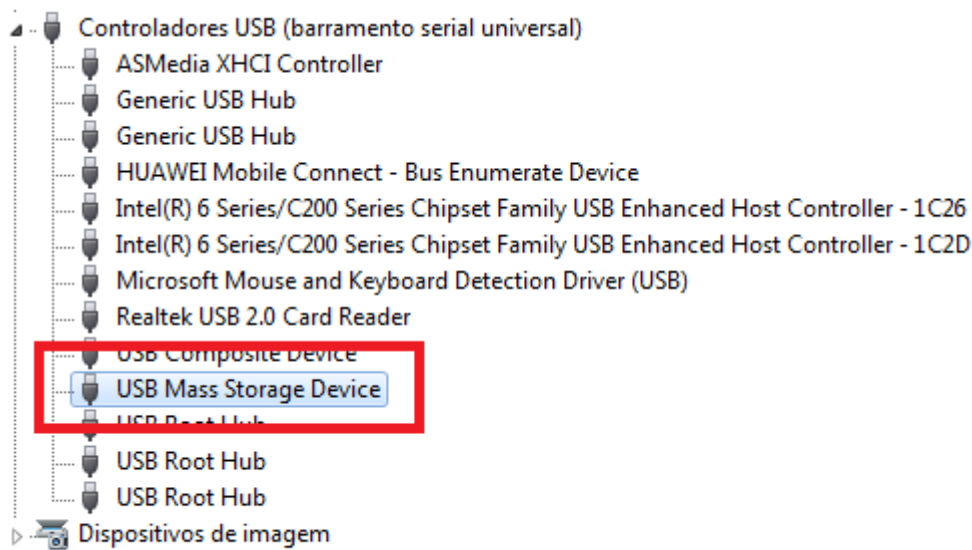 Controladores USB (barramento serial universal)
ASMedia XHCI Controller
Generic USB Hub
Generic USB Hub
HUAWEI Mobile Connect - Bus Enumerate Device
Intel(R) 6 Series/C200 Series Chipset Family USB Enhanced Host Controller - 1C26
Intel(R) 6 Series/C200 Series Chipset Family USB Enhanced Host Controller - 1C2D
Microsoft Mouse and Keyboard Detection Driver (USB)
Realtek USB 2.0 Card Reader
USB Composite Device
USB Mass Storage Device
USB Root Hub
USB Root Hub
USB Root Hub
Dispositivos de imagem